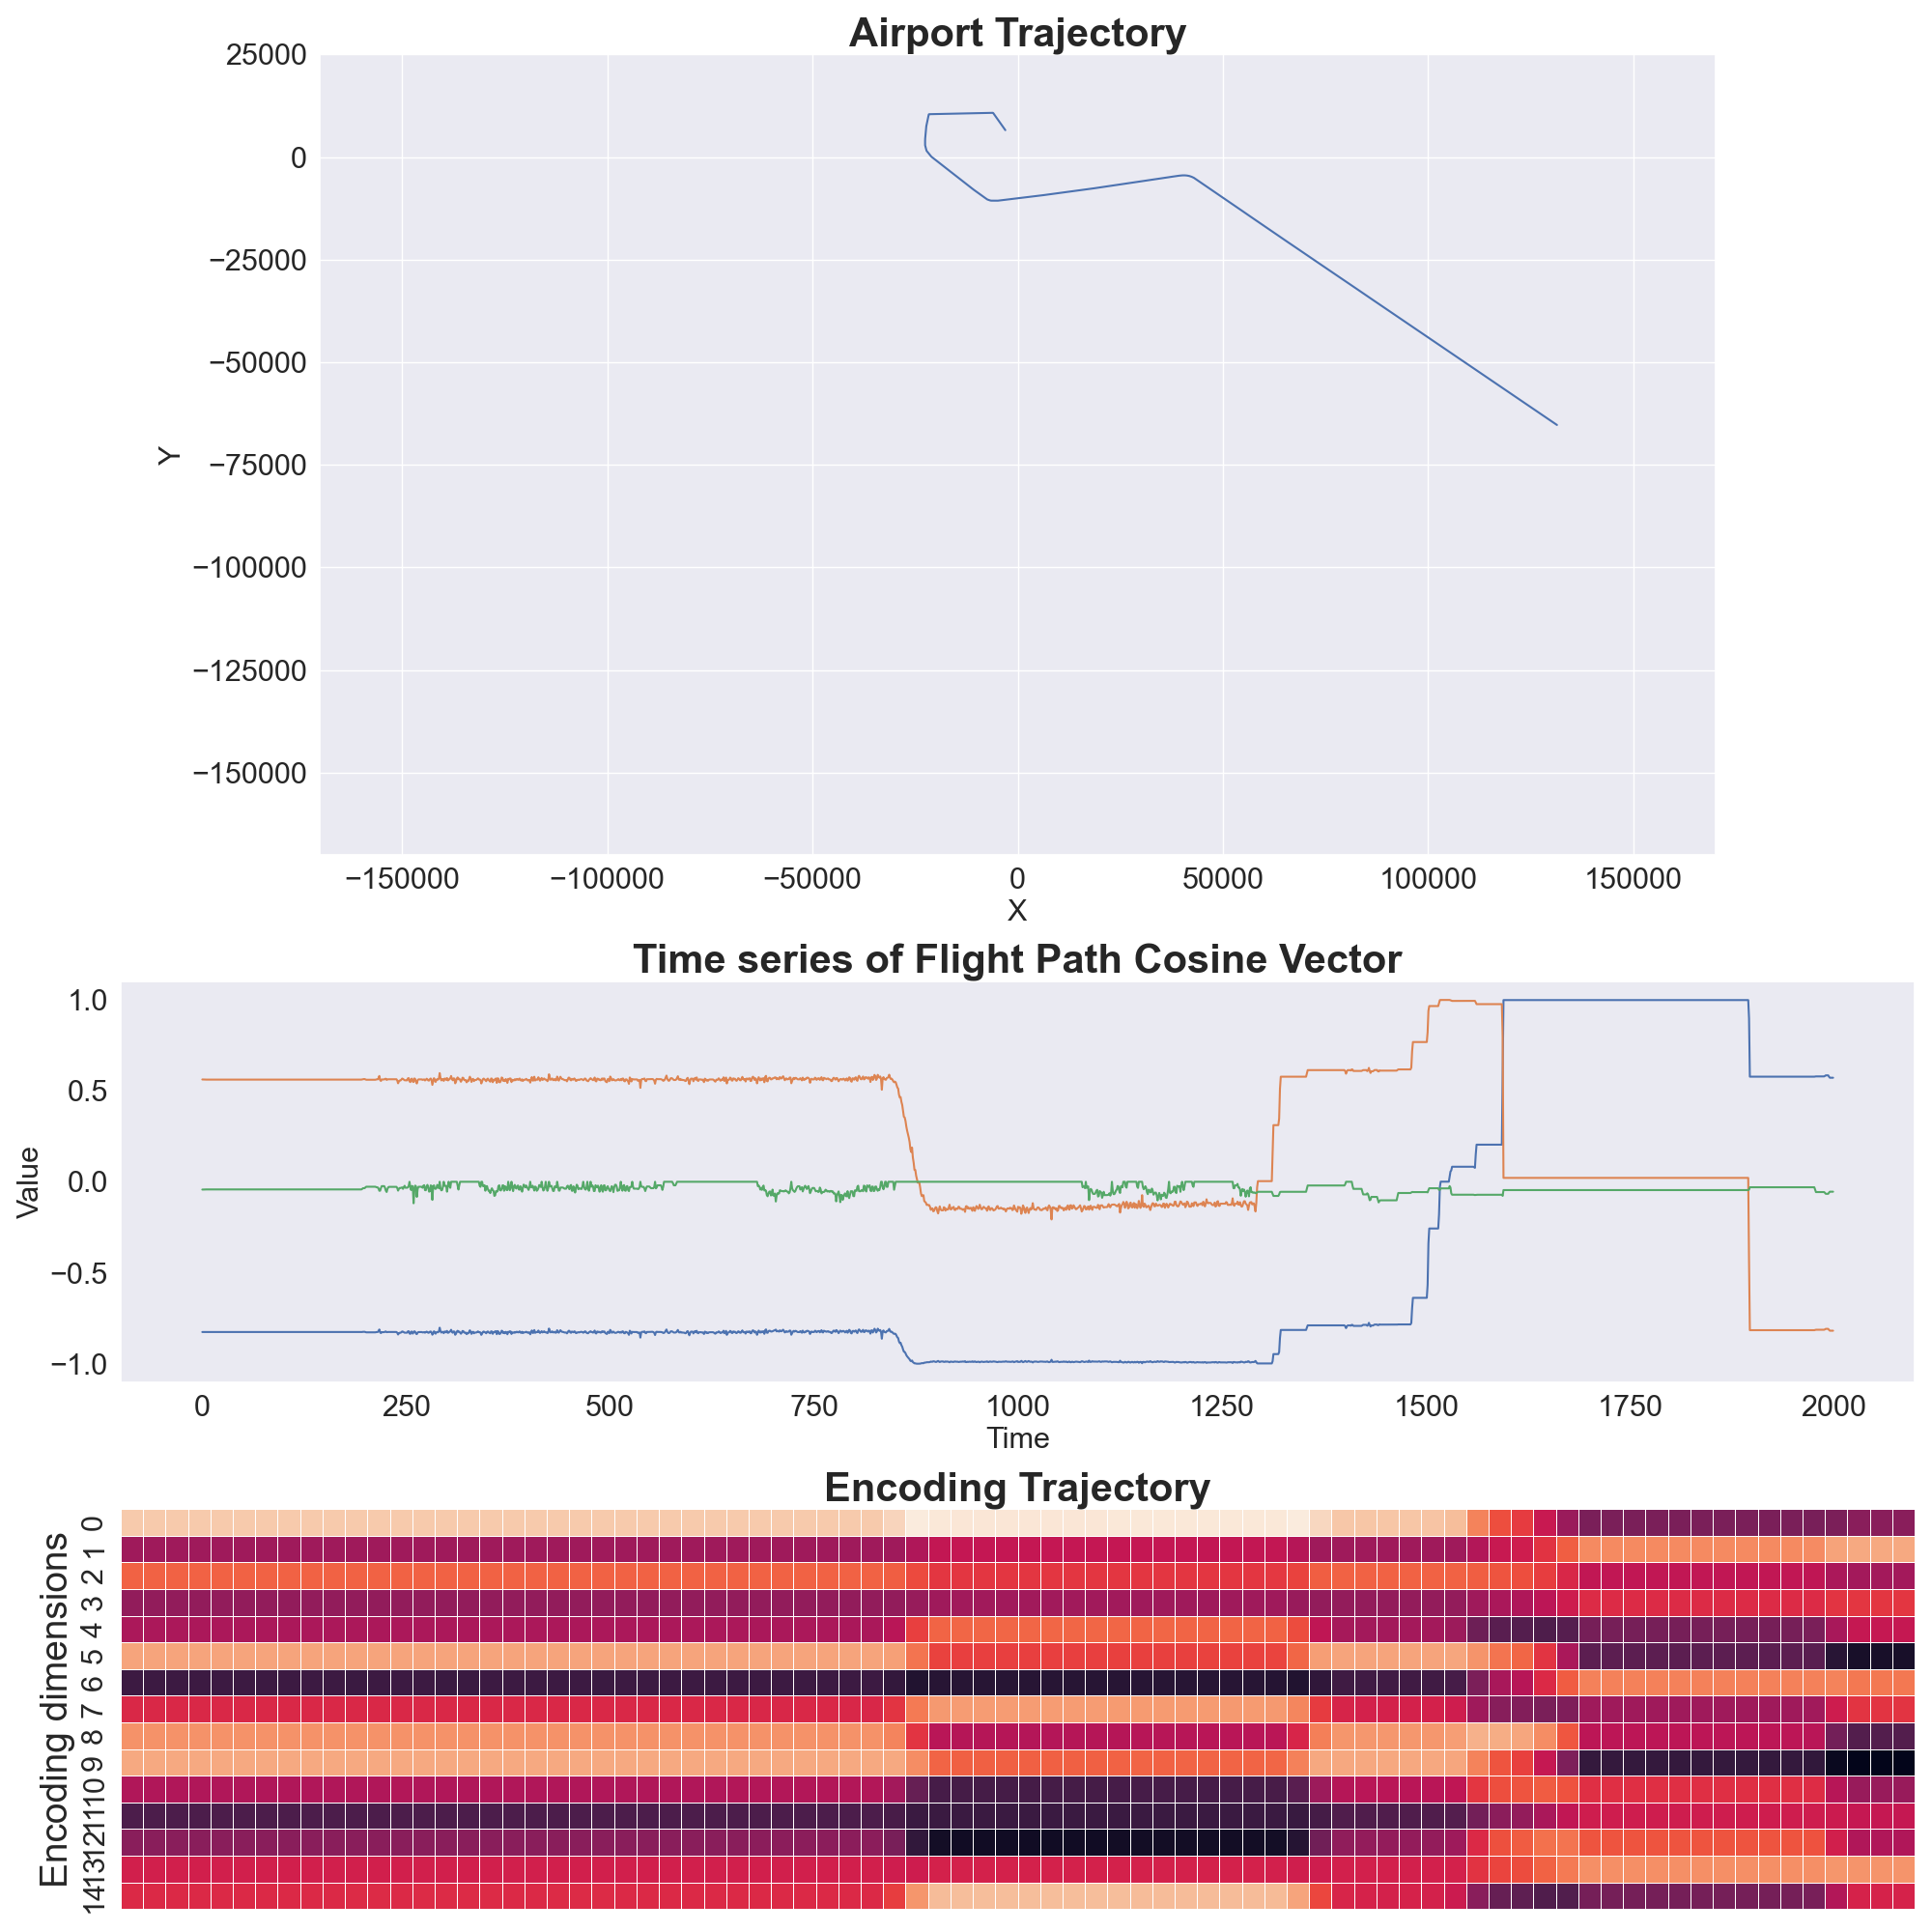 Airport Trajectory
25000
0
−25000
−50000
−75000
−100000
−125000
−150000
Y
−150000 −100000 −50000 0 50000 100000 150000
X
Time series of Flight Path Cosine Vector
1.0
0.5
0.0
−0.5
−1.0
Value
0 250 500 750 1000 1250 1500 1750 2000
Time
Encoding Trajectory
Encoding dimensions
0
1
2
3
4
5
6
7
8
9
10
11
12
13
14